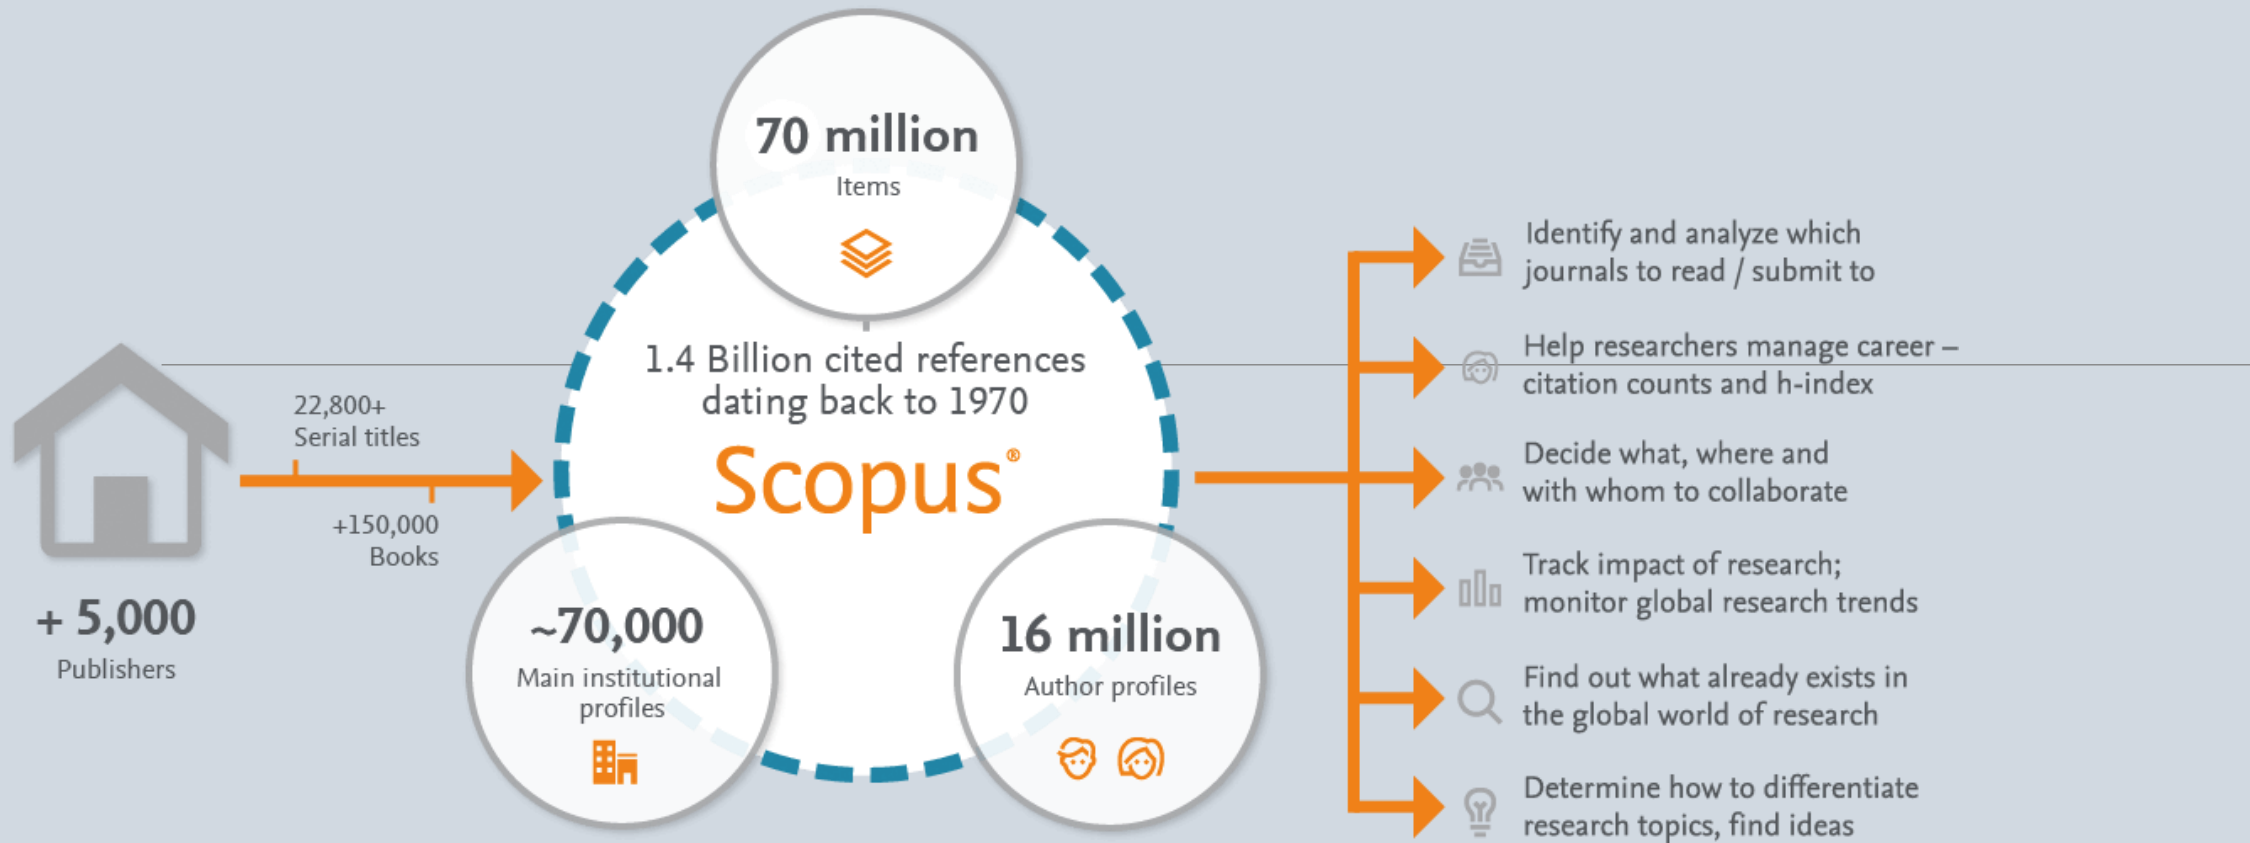 70 million
Items
1.4 Billion cited references
dating back to 1970
Scopus®
22,800+
Serial titles
+150,000
Books
+ 5,000
Publishers
~70,000
Main institutional
profiles
16 million
Author profiles
Identify and analyze which
journals to read / submit to
Help researchers manage career –
citation counts and h-index
Decide what, where and
with whom to collaborate
Track impact of research;
monitor global research trends
Find out what already exists in
the global world of research
Determine how to differentiate
research topics, find ideas